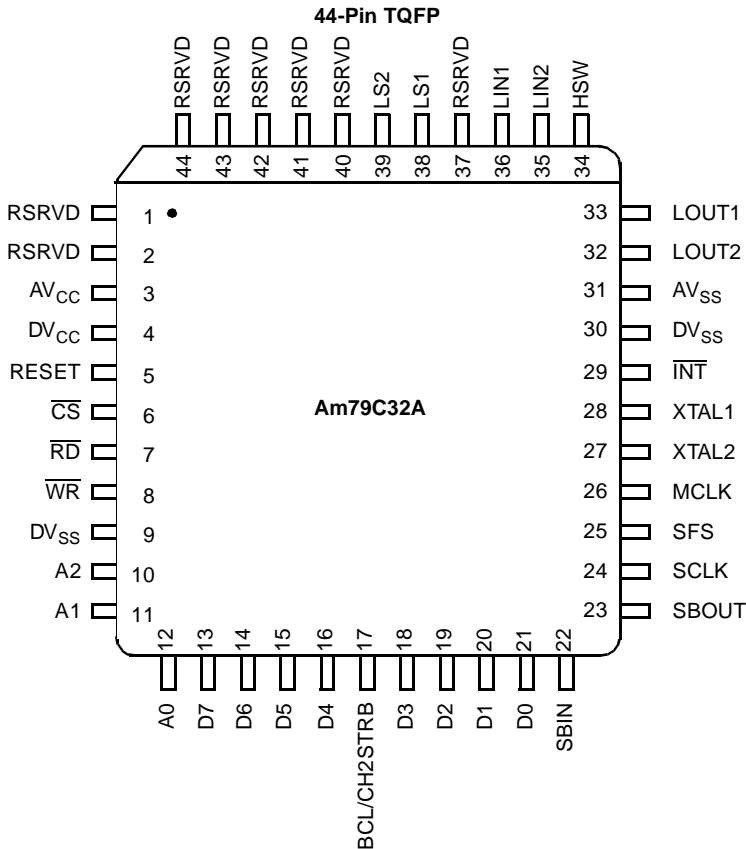 44-Pin TQFP
RSRVD
RSRVD
RSRVD
RSRVD
RSRVD
LS2
LS1
RSRVD
LIN1
LIN2
HSW
44
43
42
41
40
39
38
37
36
35
34
RSRVD 1 33 LOUT1
RSRVD 2 32 LOUT2
AVCC 3 31 AVSS
DVCC 4 30 DVSS
RESET 5 29 INT
CS 6 Am79C32A 28 XTAL1
RD 7 27 XTAL2
WR 8 26 MCLK
DVSS 9 25 SFS
A2 10 24 SCLK
A1 11 23 SBOUT
12
13
14
15
16
17
18
19
20
21
22
A0
D7
D6
D5
D4
BCL/CH2STRB
D3
D2
D1
D0
SBIN